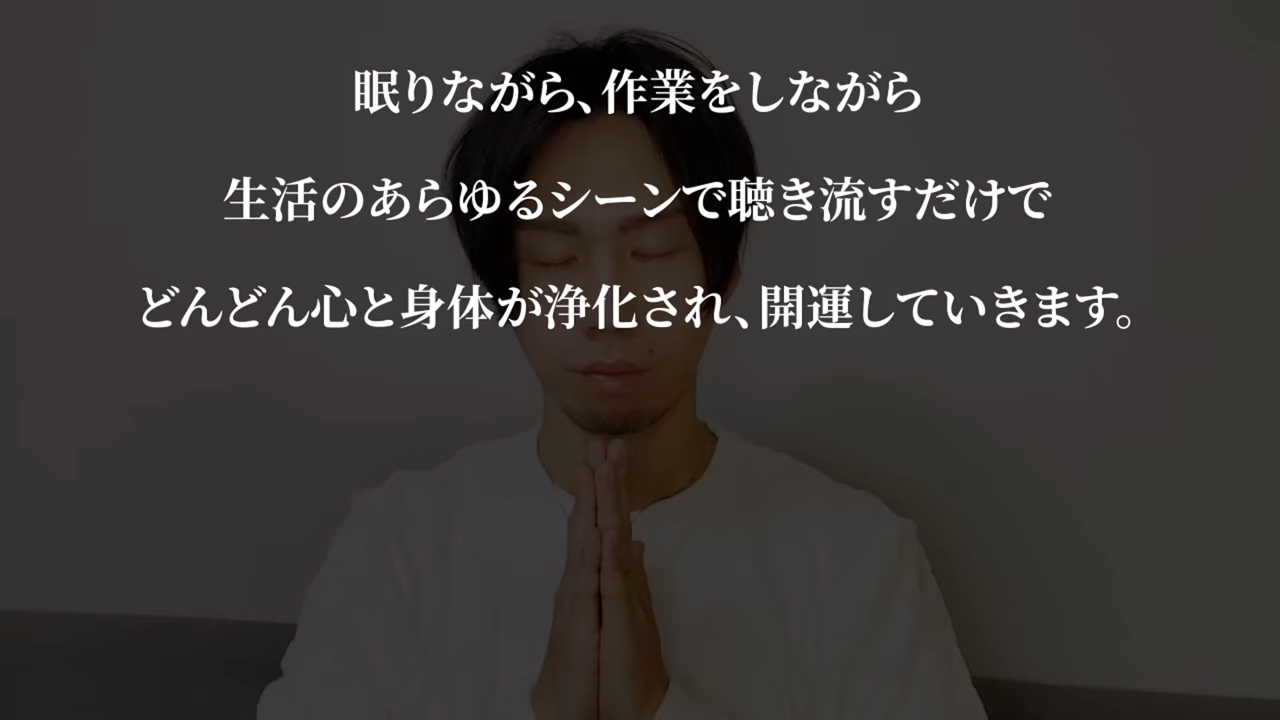 眠りながら、作業をしながら
生活のあらゆるシーンで聴き流すだけで
どんどん心と身体が浄化され、開運していきます。